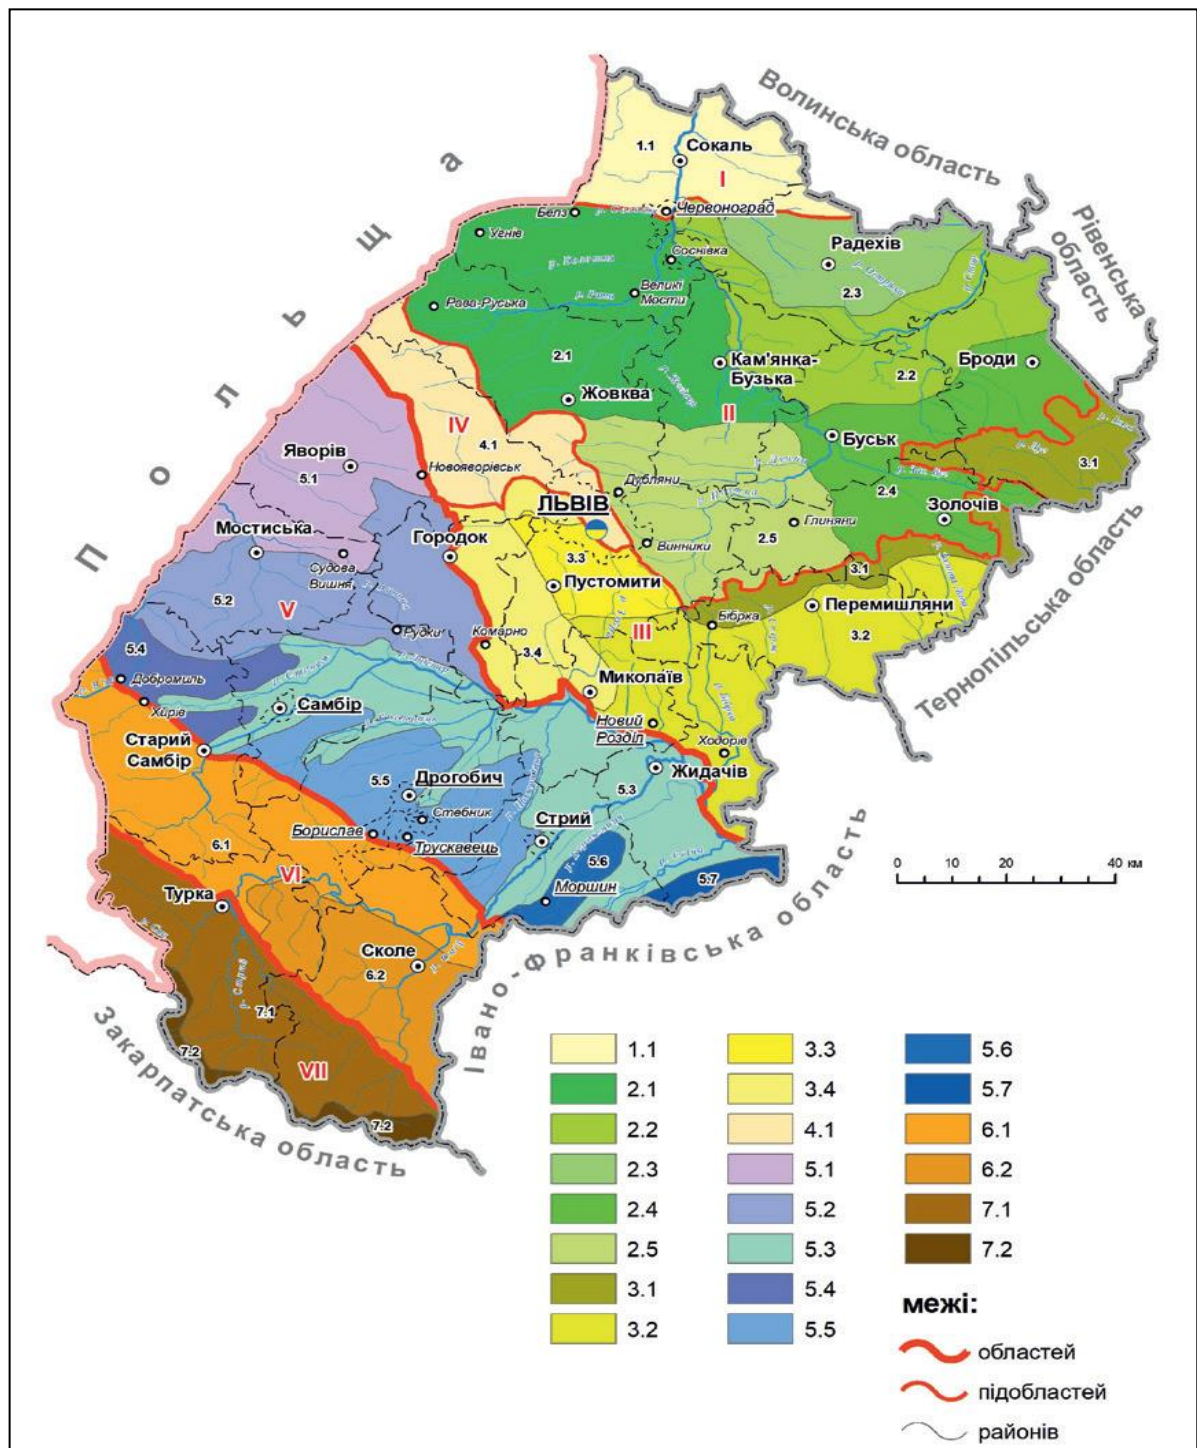 Волинська область
Рівенська
область
Польща
1.1
Сокаль
I
Белз
Червоноград
Угнів
Соснівка
Радехів
2.3
Рава-Руська
р. Рата
Великі
Мости
2.1
Кам'янка-
Бузька
2.2
Броди
Жовква
II
IV
4.1
Буськ
Яворів
5.1
Новояворівськ
3.1
2.4
Дубляни
ЛЬВІВ
Золочів
Мостиська
Городок
Глиняни
2.5
Винники
3.3
Судова
Вишня
Пустомити
3.1
5.2
V
Перемишляни
Бібрка
3.2
Рудки
III
Комарно
3.4
5.4
Добромиль
Хирів
Самбір
Миколаїв
Новий
Розділ
Ходорів
Старий
Самбір
Тернопільська область
Жидачів
5.5
Дрогобич
5.3
Стебник
Стрий
Борислав
Трускавець
6.1
5.6
VI
5.7
Моршин
Турка
Сколе
6.2
р. Стрий
7.1
7.2
VII
7.2
Закарпатська область
Івано-Франківська область
0 10 20 40 км
1.1 3.3 5.6
2.1 3.4 5.7
2.2 4.1 6.1
2.3 5.1 6.2
2.4 5.2 7.1
2.5 5.3 7.2
3.1 5.4
3.2 5.5
межі:
областей
підобластей
районів